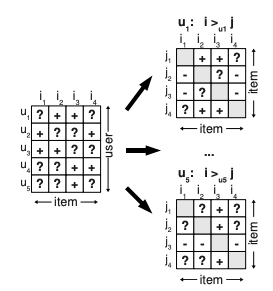 u1: i >u1 j
i1 i2 i3 i4
j1 + + ?
j2 - ? -
j3 - ? -
j4 ? + +
item
item
i1 i2 i3 i4
u1 ? + + ?
u2 + ? ? +
u3 + + ? ?
u4 ? ? + +
u5 ? ? + ?
user
item
...
u5: i >u5 j
i1 i2 i3 i4
j1 ? + ?
j2 ? + ?
j3 - - -
j4 ? ? +
item
item